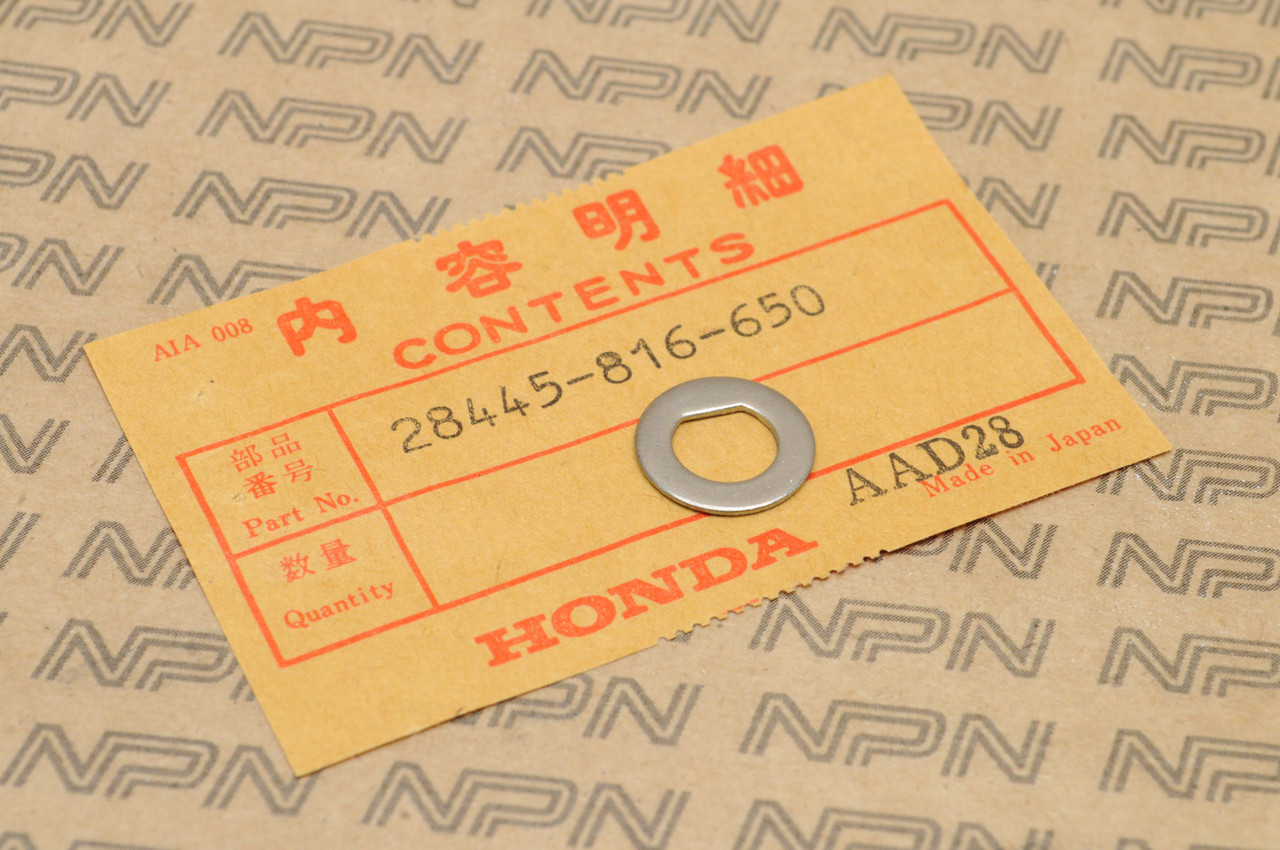 内容明細
AIA 008
CONTENTS
部品番号
Part No.
28445-816-650
数量
Quantity
AAD28
Made in Japan
HONDA
NPN